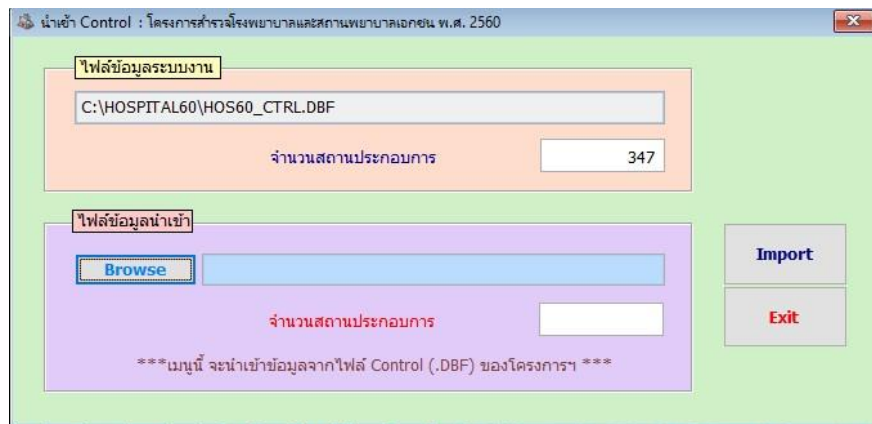 นำเข้า Control : โครงการสำรวจโรงพยาบาลและสถานพยาบาลเอกชน พ.ศ. 2560
ไฟล์ข้อมูลระบบงาน
C:\HOSPITAL60\HOS60_CTRL.DBF
จำนวนสถานประกอบการ 347
ไฟล์ข้อมูลนำเข้า
Browse
Import
จำนวนสถานประกอบการ
Exit
***เมนูนี้ จะนำเข้าข้อมูลจากไฟล์ Control (.DBF) ของโครงการฯ ***